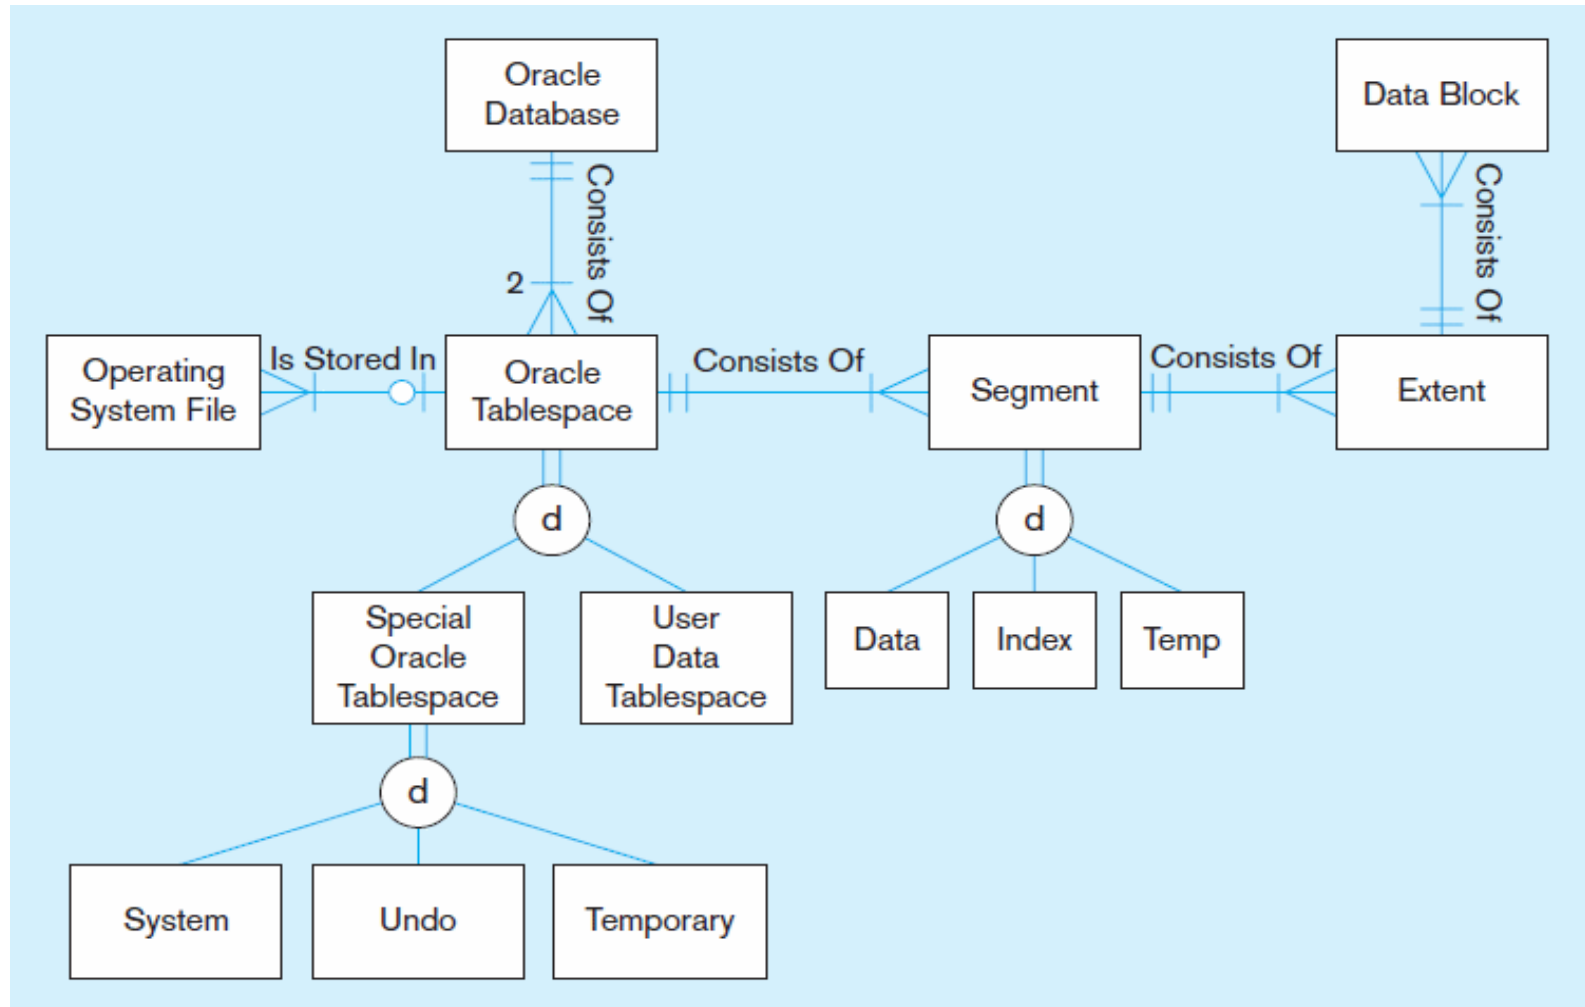 Oracle
Database
Data Block
Consists Of
Consists Of
2
Operating
System File
Is Stored In
Oracle
Tablespace
Consists Of
Segment
Consists Of
Extent
d
d
Special
Oracle
Tablespace
User
Data
Tablespace
Data
Index
Temp
d
System
Undo
Temporary